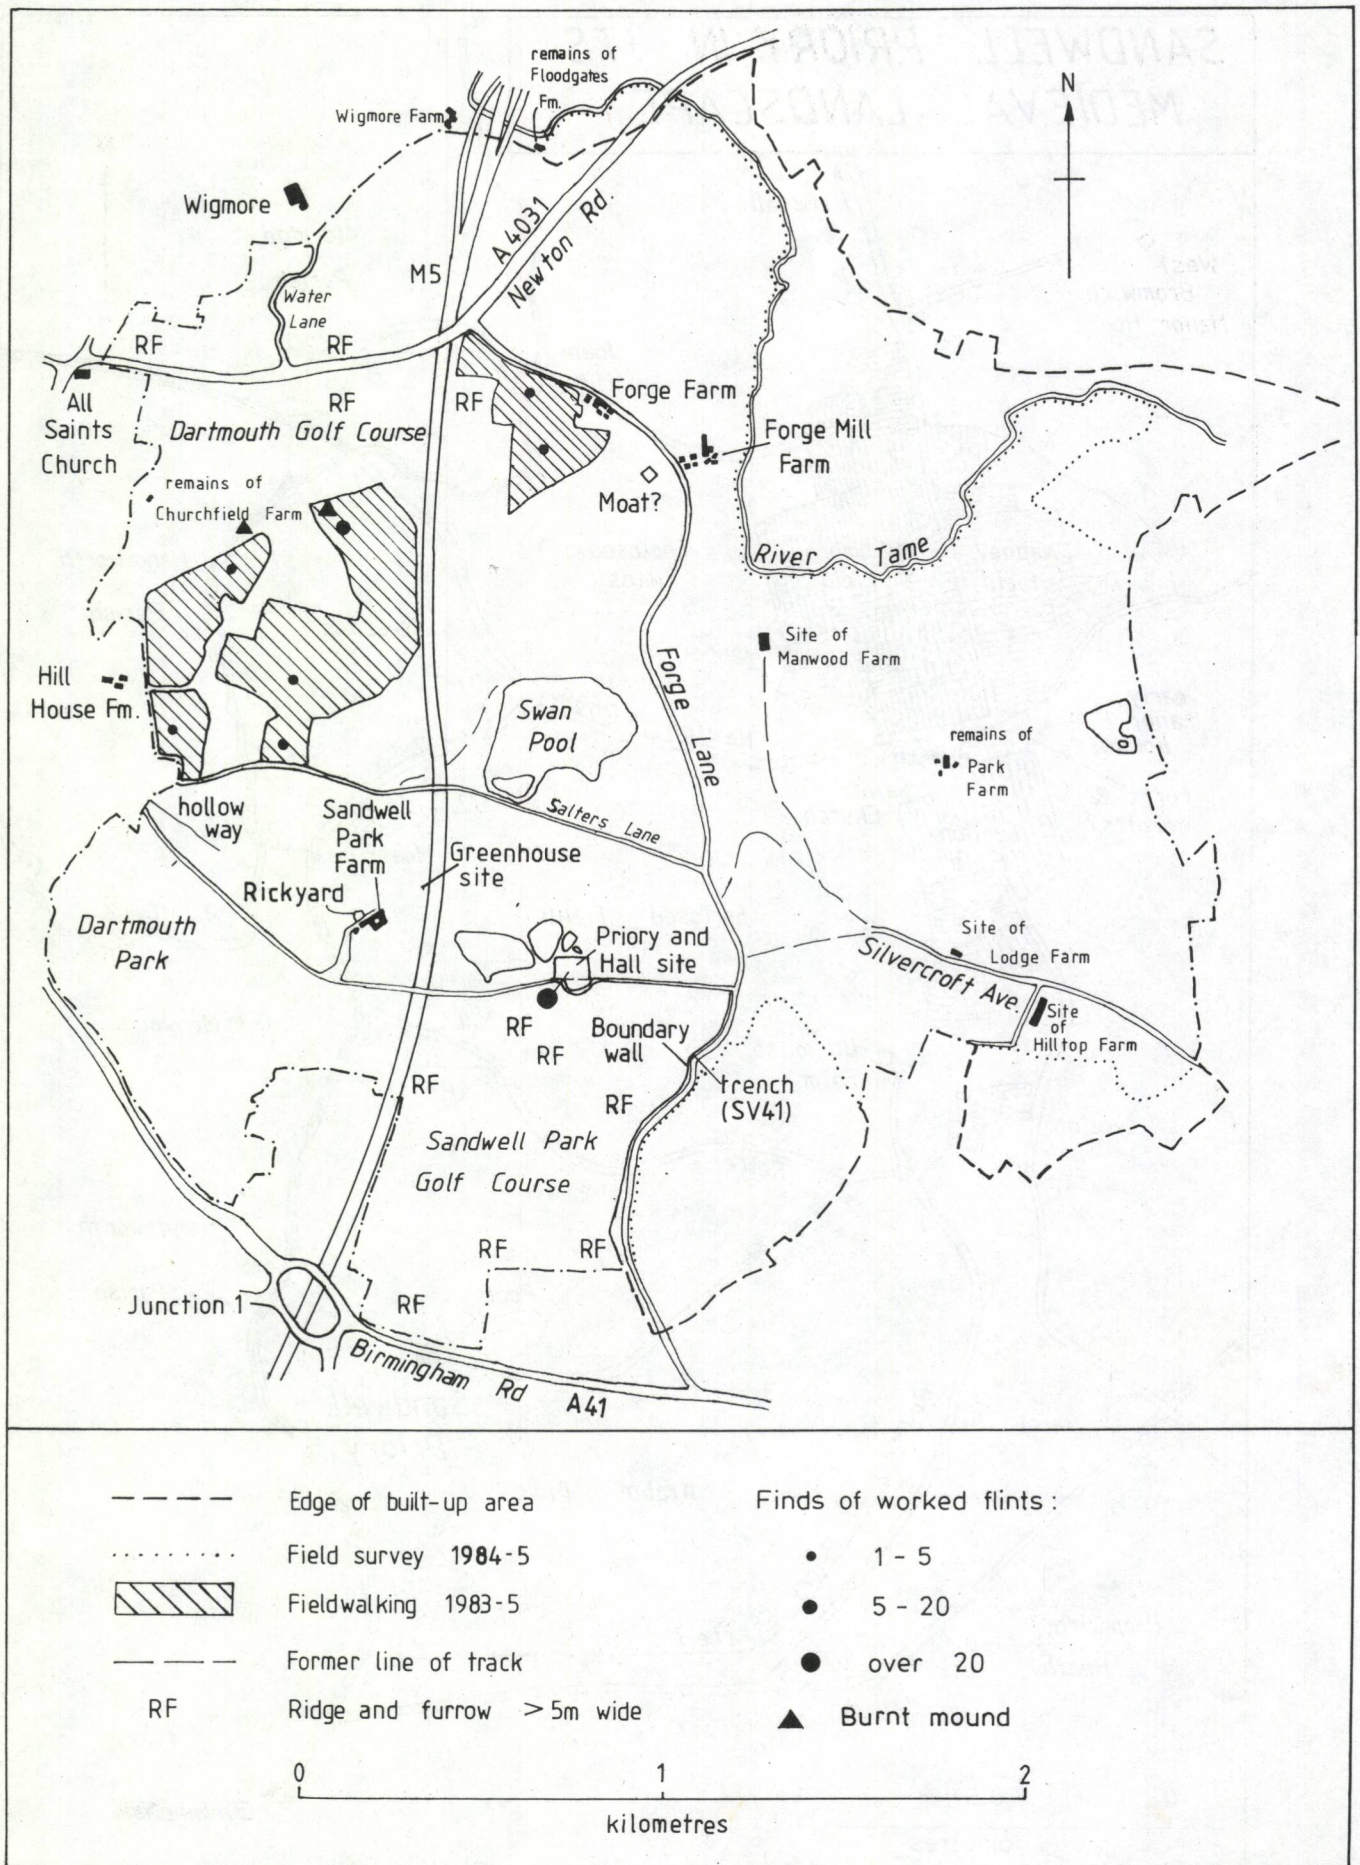 remains of
Floodgates
Fm.
Wigmore Farm
N
Wigmore
A 4031
Newton Rd.
M5
Water
Lane
RF
RF
All
Saints
Church
RF
RF
Dartmouth Golf Course
Forge Farm
Forge Mill
Farm
Moat?
remains of
Churchfield Farm
River Tame
Site of
Manwood Farm
Hill
House Fm.
Forge Lane
Swan
Pool
remains of
Park
Farm
hollow
way
Sandwell
Park
Farm
Salters Lane
Greenhouse
site
Rickyard
Dartmouth
Park
Priory and
Hall site
Site of
Lodge Farm
Silvercroft Ave.
Site
of
Hilltop Farm
RF
RF
Boundary
wall
trench
(SV41)
RF
RF
Sandwell Park
Golf Course
RF
RF
RF
Junction 1
Birmingham Rd
A41
Edge of built-up area
Field survey 1984-5
Fieldwalking 1983-5
Former line of track
RF Ridge and furrow > 5m wide
Finds of worked flints :
1 - 5
5 - 20
over 20
Burnt mound
0 1 2
kilometres